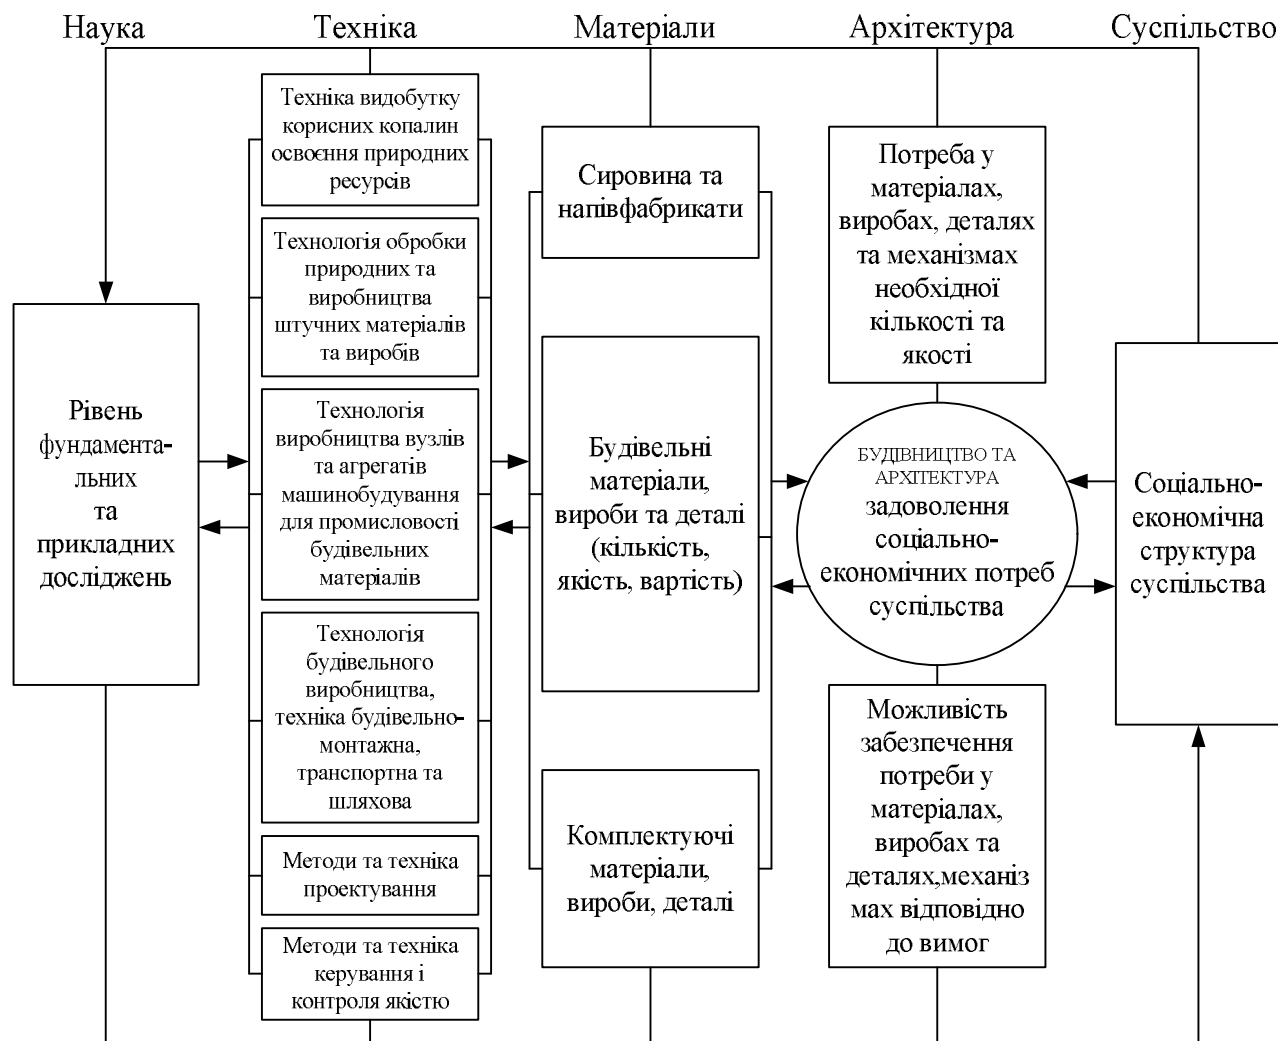 Наука
Техніка
Матеріали
Архітектура
Суспільство
Рівень
фундамента-
льних
та
прикладних
досліджень
Техніка видобутку
корисних копалин
освоєння природних
ресурсів
Технологія обробки
природних та
виробництва
штучних матеріалів
та виробів
Технологія
виробництва вузлів
та агрегатів
машинобудування
для промисловості
будівельних
матеріалів
Технологія
будівельного
виробництва,
техніка будівельно-
монтажна,
транспортна та
шляхова
Методи та техніка
проектування
Методи та техніка
керування і
контроля якістю
Сировина та
напівфабрикати
Будівельні
матеріали,
вироби та деталі
(кількість,
якість, вартість)
Комплектуючі
матеріали,
вироби, деталі
Потреба у
матеріалах,
виробах, деталях
та механізмах
необхідної
кількості та
якості
БУДІВНИЦТВО ТА
АРХІТЕКТУРА
задоволення
соціально-
економічних потреб
суспільства
Можливість
забезпечення
потреби у
матеріалах,
виробах та
деталях,механіз
мах відповідно
до вимог
Соціально-
економічна
структура
суспільства